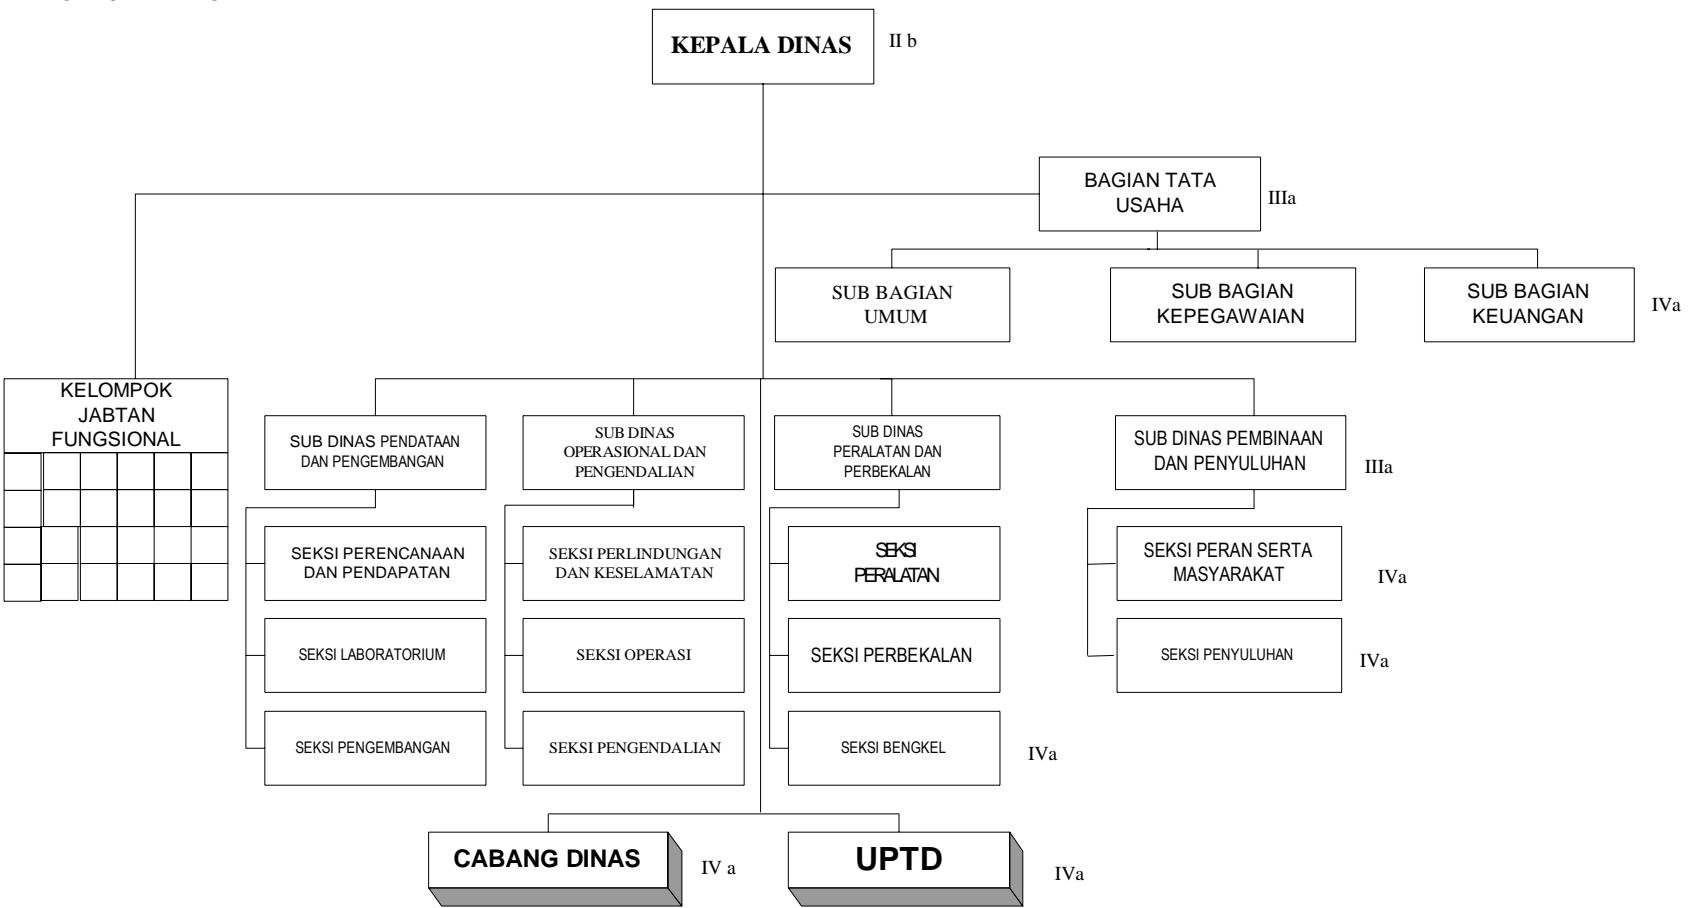 KEPALA DINAS
II b
BAGIAN TATA
USAHA
IIIa
SUB BAGIAN
UMUM
SUB BAGIAN
KEPEGAWAIAN
SUB BAGIAN
KEUANGAN
IVa
KELOMPOK
JABTAN
FUNGSIONAL
SUB DINAS PENDATAAN
DAN PENGEMBANGAN
SUB DINAS
OPERASIONAL DAN
PENGENDALIAN
SUB DINAS
PERALATAN DAN
PERBEKALAN
SUB DINAS PEMBINAAN
DAN PENYULUHAN
IIIa
SEKSI PERENCANAAN
DAN PENDAPATAN
SEKSI PERLINDUNGAN
DAN KESELAMATAN
SEKSI
PERALATAN
SEKSI PERAN SERTA
MASYARAKAT
IVa
SEKSI LABORATORIUM
SEKSI OPERASI
SEKSI PERBEKALAN
SEKSI PENYULUHAN
IVa
SEKSI PENGEMBANGAN
SEKSI PENGENDALIAN
SEKSI BENGKEL
IVa
CABANG DINAS
IV a
UPTD
IVa